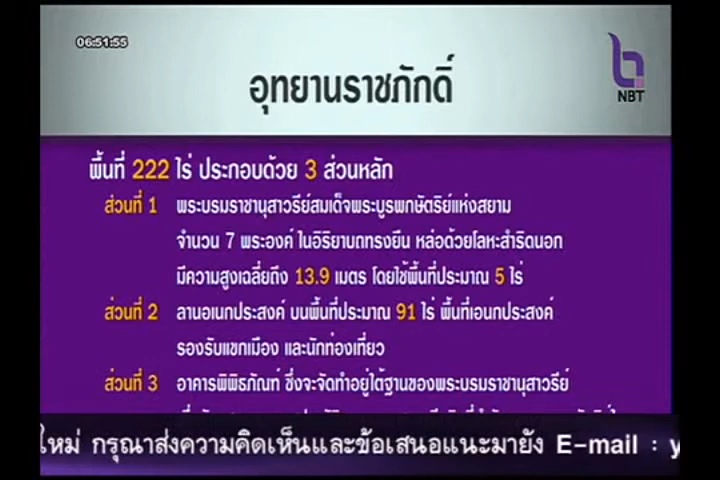 06:51:55
NBT
อุทยานราชภักดิ์
พื้นที่ 222 ไร่ ประกอบด้วย 3 ส่วนหลัก
ส่วนที่ 1 พระบรมราชานุสาวรีย์สมเด็จพระบูรพกษัตริย์แห่งสยาม
จำนวน 7 พระองค์ ในอิริยาบถทรงยืน หล่อด้วยโลหะสำริดนอก
มีความสูงเฉลี่ยถึง 13.9 เมตร โดยใช้พื้นที่ประมาณ 5 ไร่
ส่วนที่ 2 ลานอเนกประสงค์ บนพื้นที่ประมาณ 91 ไร่ พื้นที่เอนกประสงค์
รองรับแขกเมือง และนักท่องเที่ยว
ส่วนที่ 3 อาคารพิพิธภัณฑ์ ซึ่งจะจัดทำอยู่ใต้ฐานของพระบรมราชานุสาวรีย์
ใหม่ กรุณาส่งความคิดเห็นและข้อเสนอแนะมายัง E-mail : y